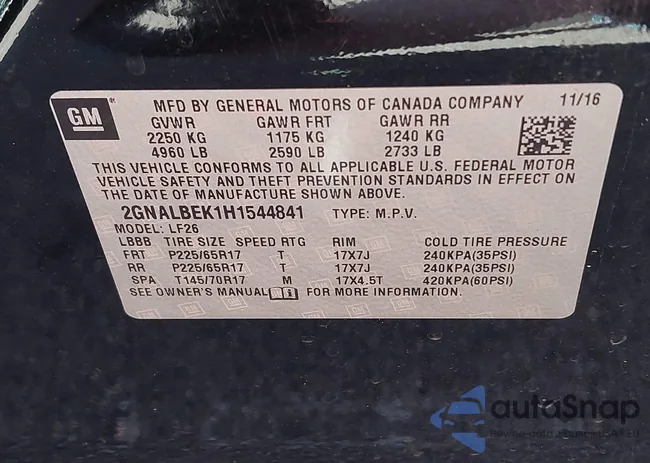 GM
MFD BY GENERAL MOTORS OF CANADA COMPANY 11/16
GVWR GAWR FRT GAWR RR
2250 KG 1175 KG 1240 KG
4960 LB 2590 LB 2733 LB
THIS VEHICLE CONFORMS TO ALL APPLICABLE U.S. FEDERAL MOTOR
VEHICLE SAFETY AND THEFT PREVENTION STANDARDS IN EFFECT ON
THE DATE OF MANUFACTURE SHOWN ABOVE.
2GNALBEK1H1544841 TYPE: M.P.V.
MODEL: LF26
LBBB TIRE SIZE SPEED RTG RIM COLD TIRE PRESSURE
FRT P225/65R17 T 17X7J 240KPA(35PSI)
RR P225/65R17 T 17X7J 240KPA(35PSI)
SPA T145/70R17 M 17X4.5T 420KPA(60PSI)
SEE OWNER'S MANUAL FOR MORE INFORMATION.
autoSnap